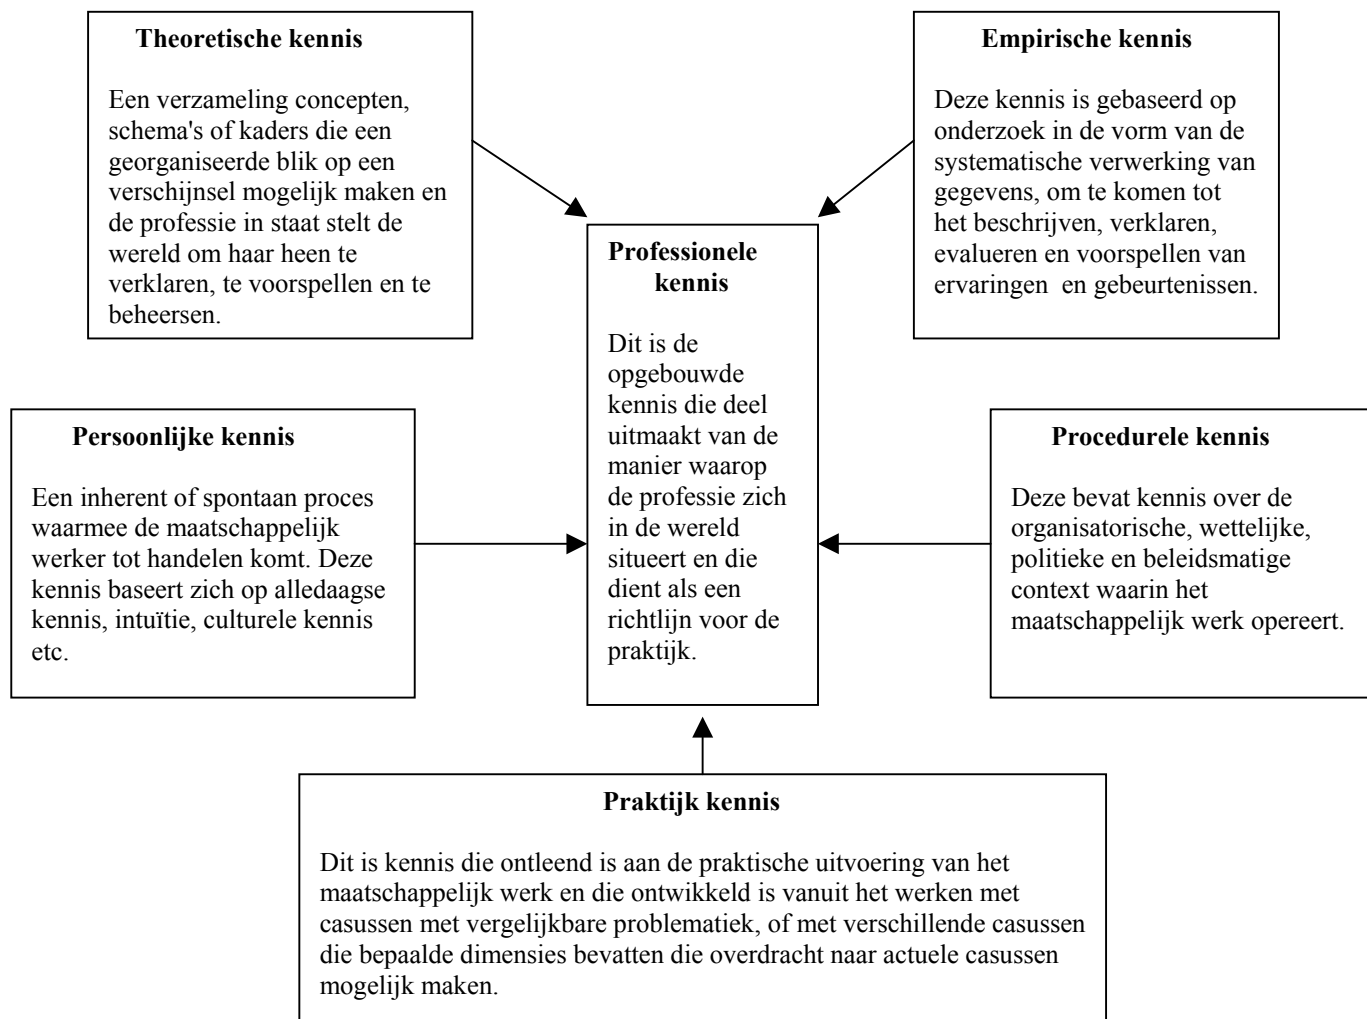 Theoretische kennis
Een verzameling concepten,
schema's of kaders die een
georganiseerde blik op een
verschijnsel mogelijk maken en
de professie in staat stelt de
wereld om haar heen te
verklaren, te voorspellen en te
beheersen.
Empirische kennis
Deze kennis is gebaseerd op
onderzoek in de vorm van de
systematische verwerking van
gegevens, om te komen tot
het beschrijven, verklaren,
evalueren en voorspellen van
ervaringen en gebeurtenissen.
Professionele
kennis
Dit is de
opgebouwde
kennis die deel
uitmaakt van de
manier waarop
de professie zich
in de wereld
situeert en die
dient als een
richtlijn voor de
praktijk.
Persoonlijke kennis
Een inherent of spontaan proces
waarmee de maatschappelijk
werker tot handelen komt. Deze
kennis baseert zich op alledaagse
kennis, intuïtie, culturele kennis
etc.
Procedurele kennis
Deze bevat kennis over de
organisatorische, wettelijke,
politieke en beleidsmatige
context waarin het
maatschappelijk werk opereert.
Praktijk kennis
Dit is kennis die ontleend is aan de praktische uitvoering van het
maatschappelijk werk en die ontwikkeld is vanuit het werken met
casussen met vergelijkbare problematiek, of met verschillende casussen
die bepaalde dimensies bevatten die overdracht naar actuele casussen
mogelijk maken.